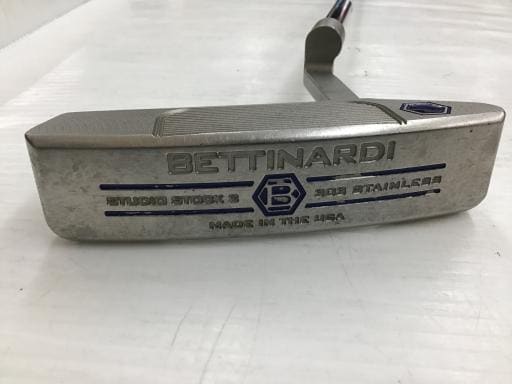 BETTINARDI
STUDIO STOCK 2 B 303 STAINLESS
MADE IN THE USA